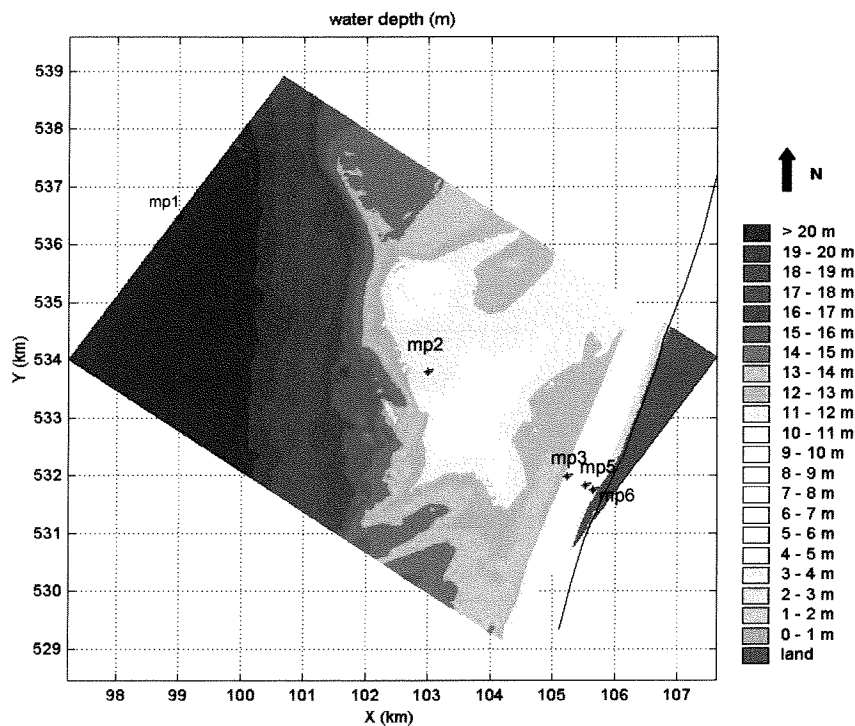 water depth (m)
539
538
537
536
535
534
533
532
531
530
529
Y (km)
mp1
mp2
mp3
mp5
mp6
98
99
100
101
102
103
104
105
106
107
X (km)
N
> 20 m
19 - 20 m
18 - 19 m
17 - 18 m
16 - 17 m
15 - 16 m
14 - 15 m
13 - 14 m
12 - 13 m
11 - 12 m
10 - 11 m
9 - 10 m
8 - 9 m
7 - 8 m
6 - 7 m
5 - 6 m
4 - 5 m
3 - 4 m
2 - 3 m
1 - 2 m
0 - 1 m
land